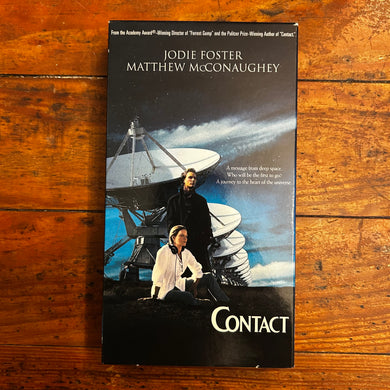 From the Academy Award®-Winning Director of "Forrest Gump" and the Pulitzer Prize-Winning Author of "Contact."
JODIE FOSTER
MATTHEW McCONAUGHEY
A message from deep space.
Who will be the first to go?
A journey to the heart of the universe.
CONTACT